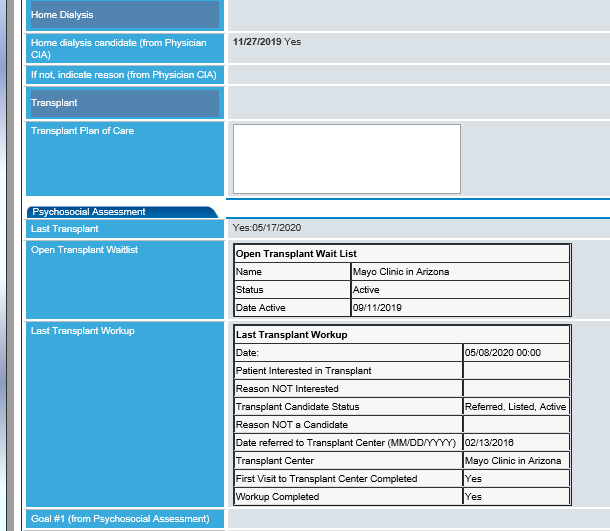 Home Dialysis
Home dialysis candidate (from Physician
CIA)
11/27/2019 Yes
If not, indicate reason (from Physician CIA)
Transplant
Transplant Plan of Care
Psychosocial Assessment
Last Transplant
Yes:05/17/2020
Open Transplant Waitlist
Open Transplant Wait List
Name Mayo Clinic in Arizona
Status Active
Date Active 09/11/2019
Last Transplant Workup
Last Transplant Workup
Date: 05/08/2020 00:00
Patient Interested in Transplant
Reason NOT Interested
Transplant Candidate Status Referred, Listed, Active
Reason NOT a Candidate
Date referred to Transplant Center (MM/DD/YYYY) 02/13/2016
Transplant Center Mayo Clinic in Arizona
First Visit to Transplant Center Completed Yes
Workup Completed Yes
Goal #1 (from Psychosocial Assessment)